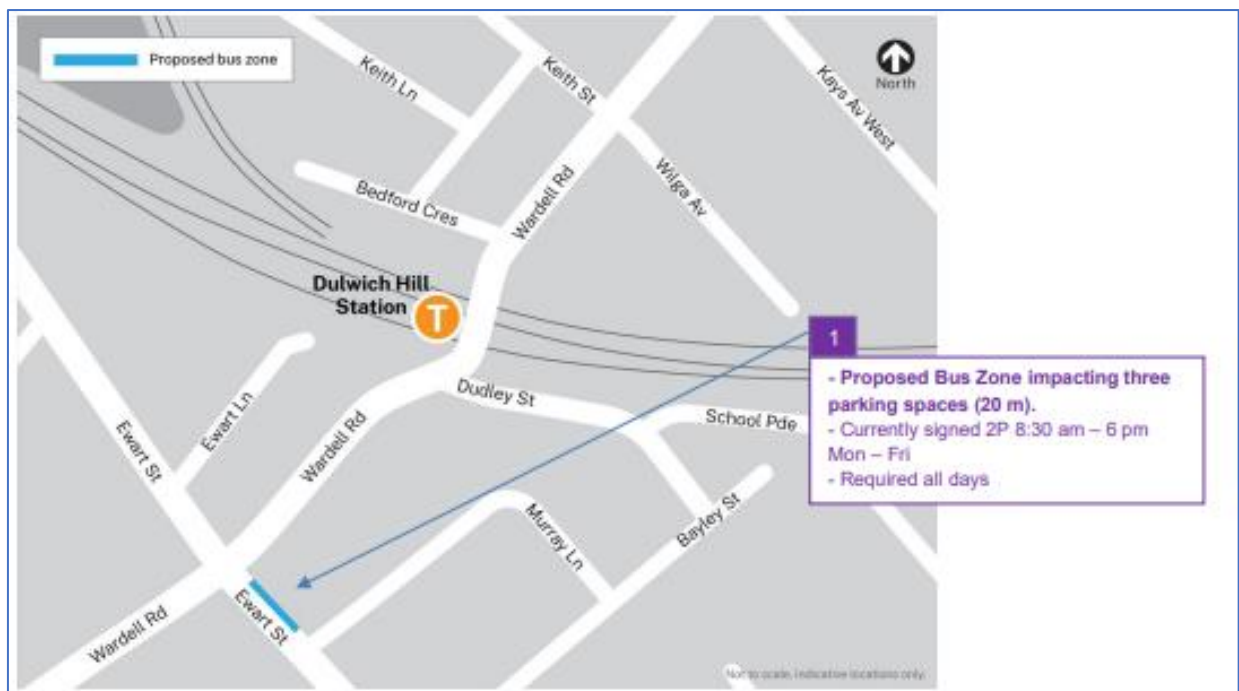 Proposed bus zone
North
Keith Ln
Keith St
Kays Av West
Wilga Av
Wardell Rd
Bedford Cres
Dulwich Hill
Station
T
1
- Proposed Bus Zone impacting three
parking spaces (20 m).
- Currently signed 2P 8:30 am – 6 pm
Mon – Fri
- Required all days
Dudley St
School Pde
Ewart Ln
Ewart St
Wardell Rd
Murray Ln
Bayley St
Ewart St
Wardell Rd
Not to scale, indicative locations only.